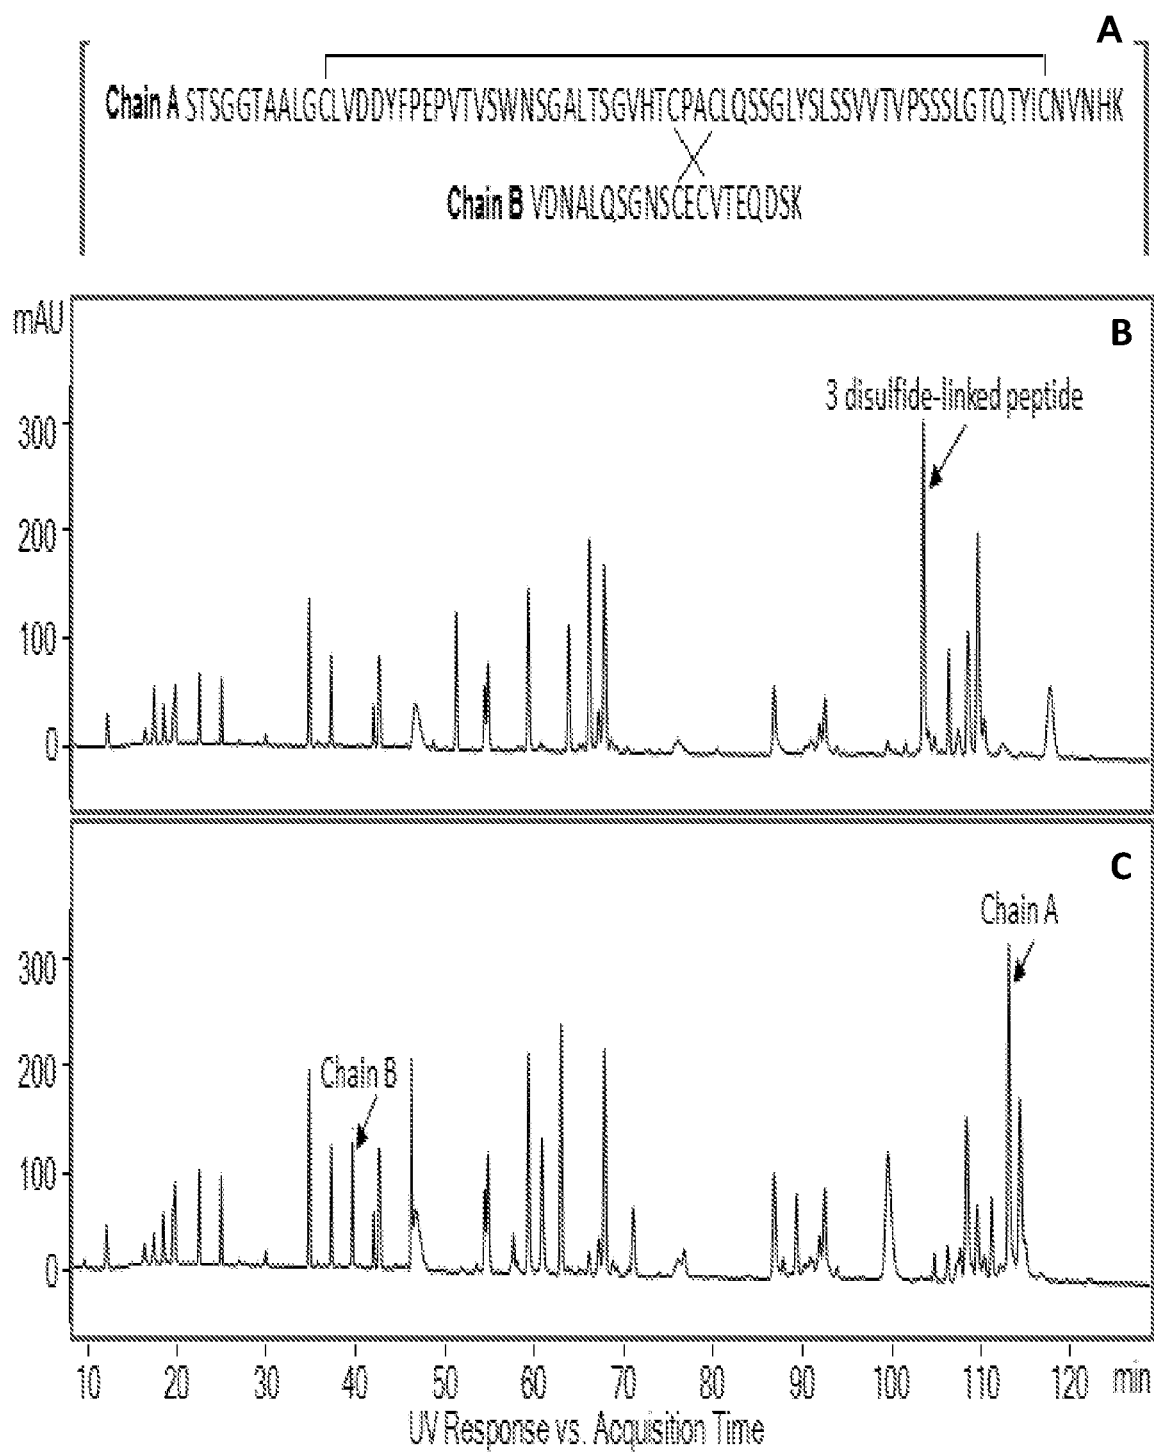 A
Chain A STSGGTAALGCLVDDYFPEPVTVSWNSGALTSGVHTCPACLQSSGLYSLSSVVTVPSSSLGTQTYICNVNHK
Chain B VDNALQSGNSCECVTEQDSK
mAU
B
3 disulfide-linked peptide
300
200
100
0
C
Chain A
300
Chain B
200
100
0
10 20 30 40 50 60 70 80 90 100 110 120 min
UV Response vs. Acquisition Time